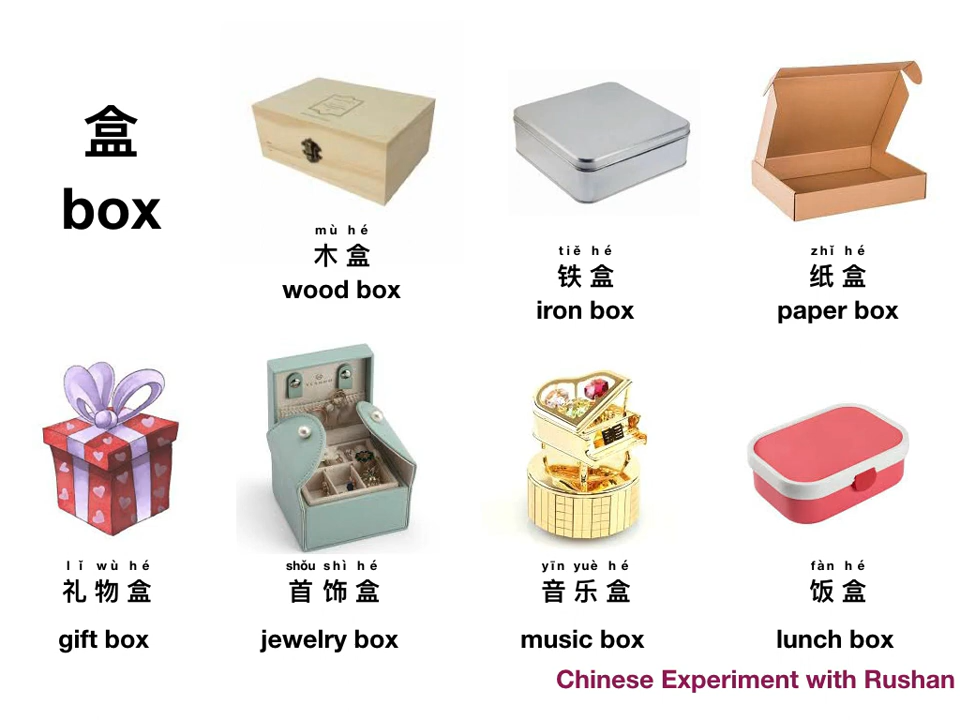 盒
box
mù hé
木盒
wood box
tiě hé
铁盒
iron box
zhǐ hé
纸盒
paper box
lǐ wù hé
礼物盒
gift box
shǒu shì hé
首饰盒
jewelry box
yīn yuè hé
音乐盒
music box
fàn hé
饭盒
lunch box
Chinese Experiment with Rushan